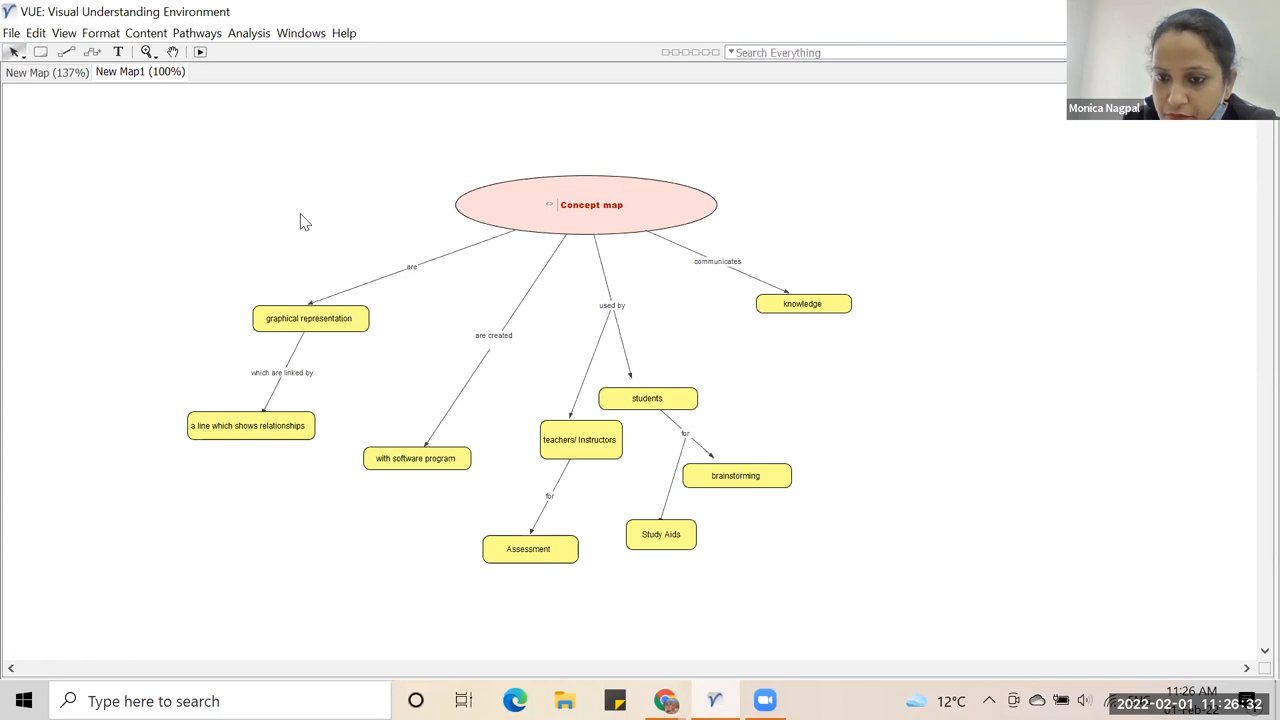 VUE: Visual Understanding Environment
File Edit View Format Content Pathways Analysis Windows Help
Search Everything
New Map (137%) New Map1 (100%)
Monica Nagpal
<> Concept map
are
communicates
graphical representation
knowledge
used by
are created
which are linked by
students
a line which shows relationships
teachers/ Instructors
for
with software program
brainstorming
for
Study Aids
Assessment
Type here to search
12°C
11:26 AM
2022-02-01 11:26:32